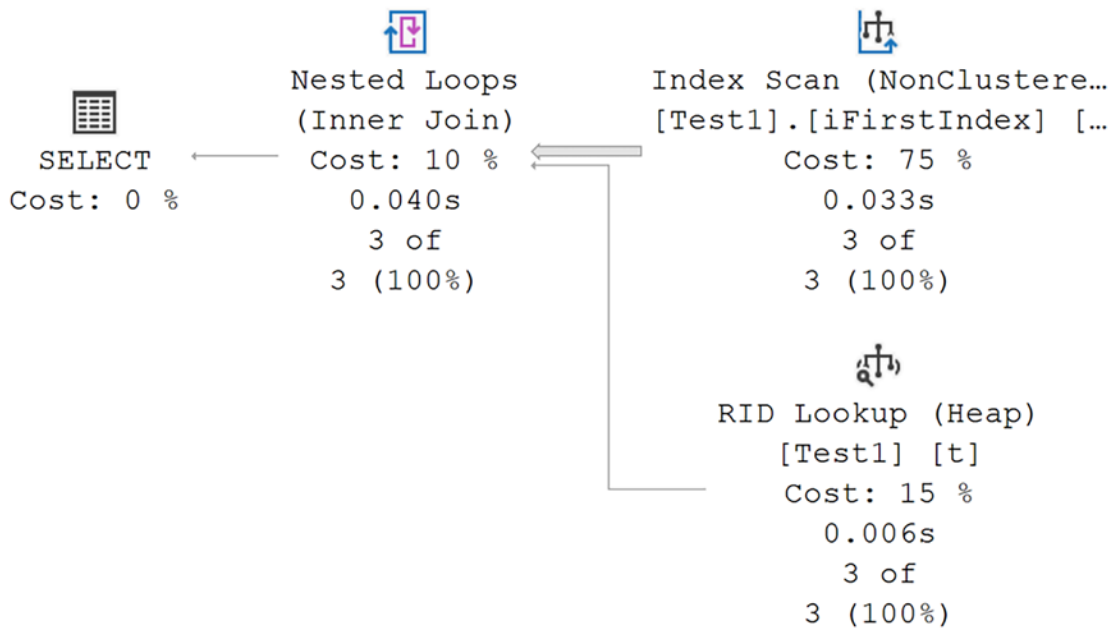 SELECT
Cost: 0 %
Nested Loops
(Inner Join)
Cost: 10 %
0.040s
3 of
3 (100%)
Index Scan (NonClustere…
[Test1].[iFirstIndex] […
Cost: 75 %
0.033s
3 of
3 (100%)
RID Lookup (Heap)
[Test1] [t]
Cost: 15 %
0.006s
3 of
3 (100%)